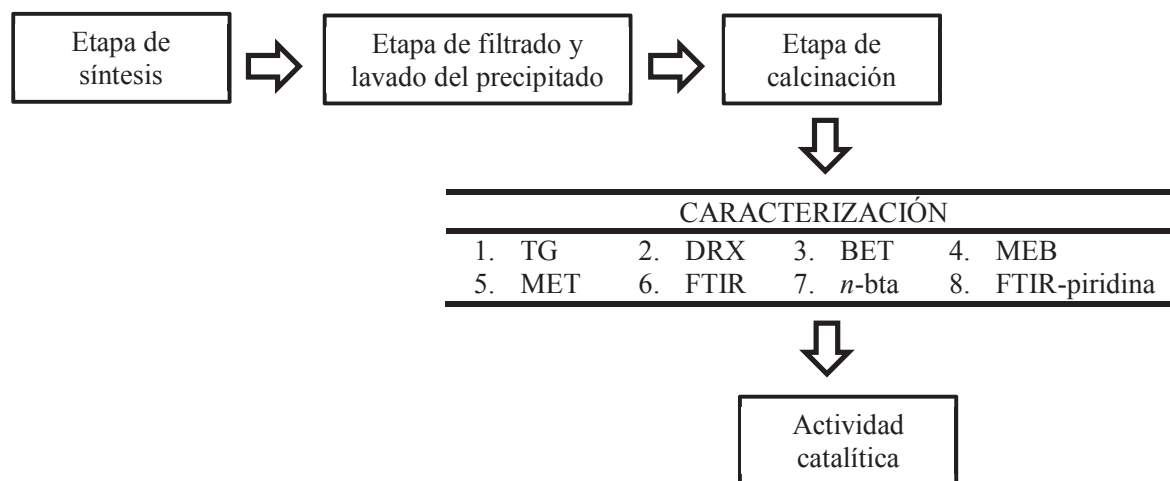 Etapa de
síntesis
Etapa de filtrado y
lavado del precipitado
Etapa de
calcinación
CARACTERIZACIÓN
1. TG 2. DRX 3. BET 4. MEB
5. MET 6. FTIR 7. n-bta 8. FTIR-piridina
Actividad
catalítica